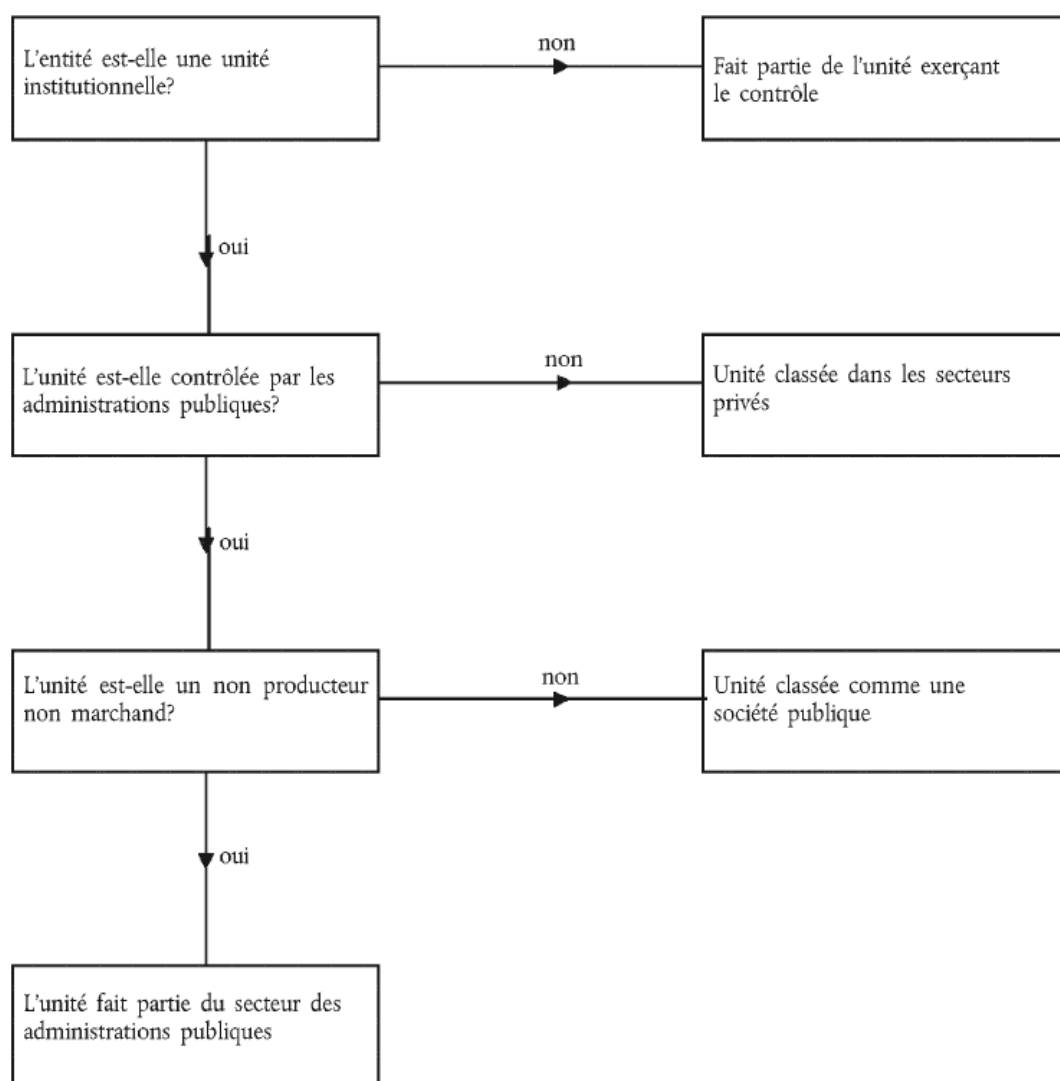 L'entité est-elle une unité
institutionnelle?
non
Fait partie de l'unité exerçant
le contrôle
oui
L'unité est-elle contrôlée par les
administrations publiques?
non
Unité classée dans les secteurs
privés
oui
L'unité est-elle un non producteur
non marchand?
non
Unité classée comme une
société publique
oui
L'unité fait partie du secteur des
administrations publiques